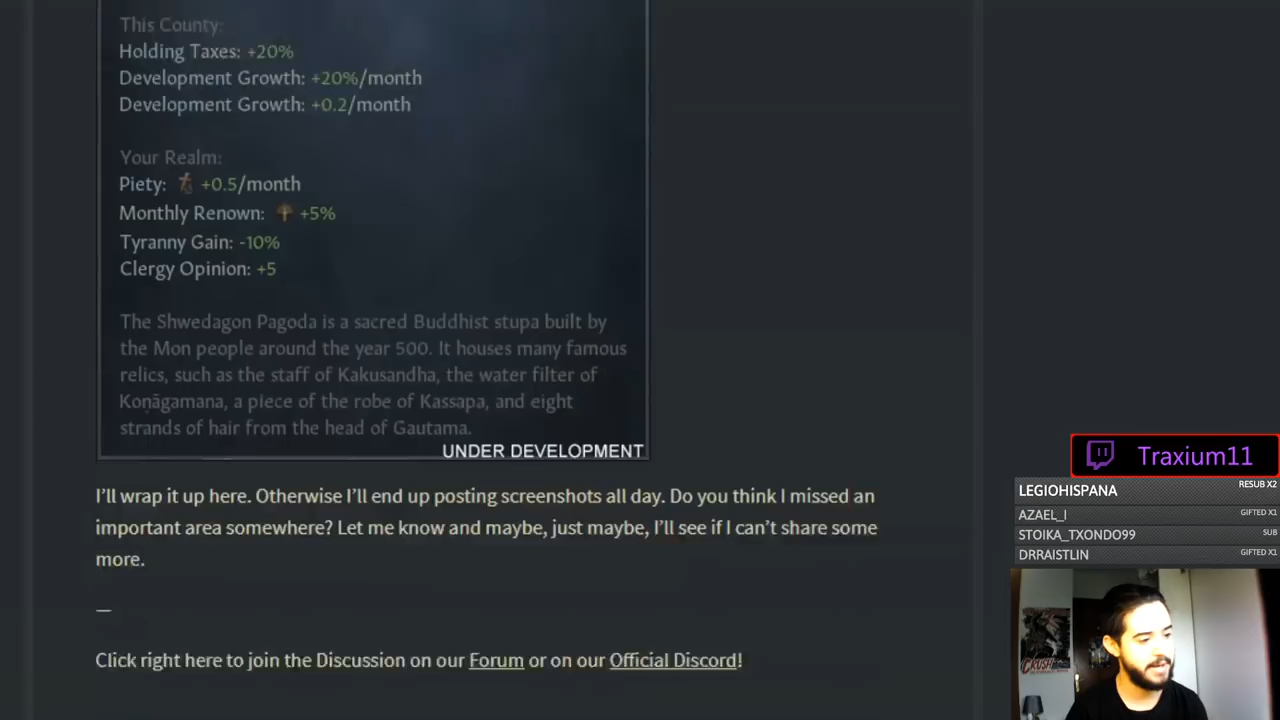 This County:
Holding Taxes: +20%
Development Growth: +20%/month
Development Growth: +0.2/month
Your Realm:
Piety: +0.5/month
Monthly Renown: +5%
Tyranny Gain: -10%
Clergy Opinion: +5
The Shwedagon Pagoda is a sacred Buddhist stupa built by
the Mon people around the year 500. It houses many famous
relics, such as the staff of Kakusandha, the water filter of
Koṇāgamana, a piece of the robe of Kassapa, and eight
strands of hair from the head of Gautama.
UNDER DEVELOPMENT
I'll wrap it up here. Otherwise I'll end up posting screenshots all day. Do you think I missed an
important area somewhere? Let me know and maybe, just maybe, I'll see if I can't share some
more.
—
Click right here to join the Discussion on our Forum or on our Official Discord!
Traxium11
LEGIOHISPANA RESUB X2
AZAEL_I GIFTED X1
STOIKA_TXONDO99 SUB
DRRAISTLIN GIFTED X1
CRUSH